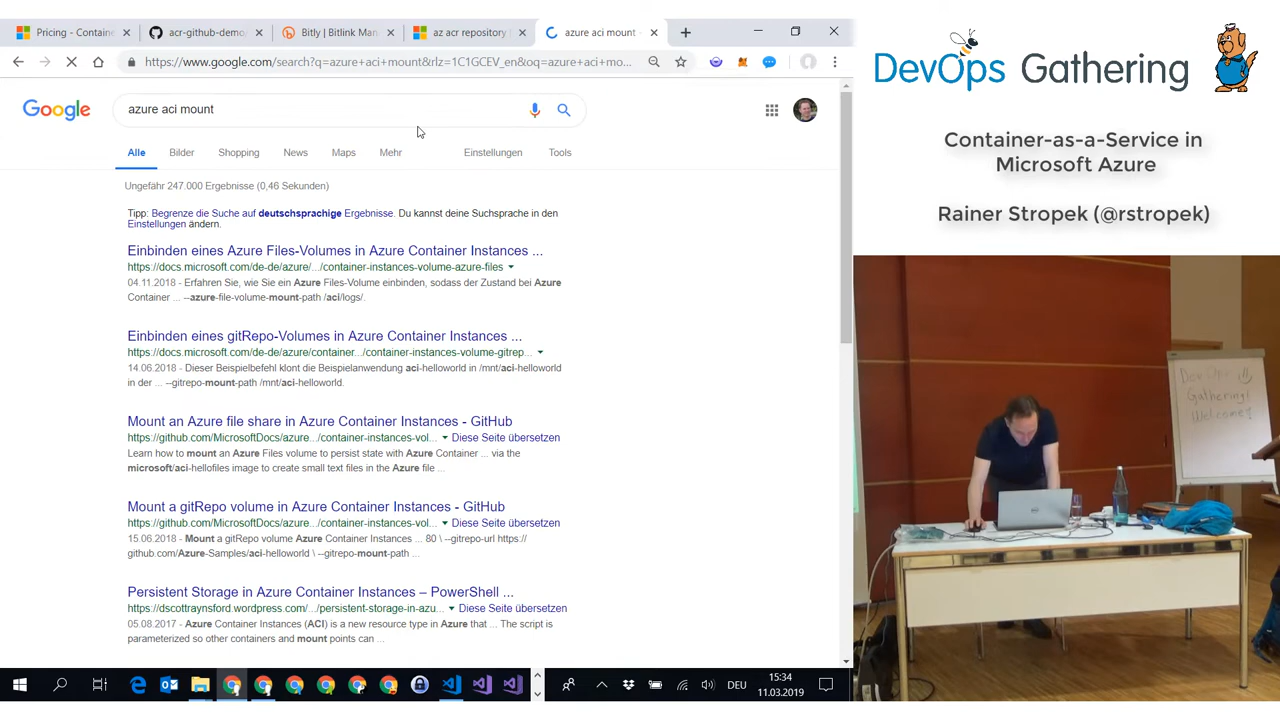 Pricing - Containe
acr-github-demo
Bitly | Bitlink Man
az acr repository
azure aci mount -
https://www.google.com/search?q=azure+aci+mount&rlz=1C1GCEV_en&oq=azure+aci+mo...
Google
azure aci mount
Alle
Bilder
Shopping
News
Maps
Mehr
Einstellungen
Tools
Ungefähr 247.000 Ergebnisse (0,46 Sekunden)
Tipp: Begrenze die Suche auf deutschsprachige Ergebnisse. Du kannst deine Suchsprache in den
Einstellungen ändern.
Einbinden eines Azure Files-Volumes in Azure Container Instances ...
https://docs.microsoft.com/de-de/azure/.../container-instances-volume-azure-files
04.11.2018 - Erfahren Sie, wie Sie ein Azure Files-Volume einbinden, sodass der Zustand bei Azure
Container ... --azure-file-volume-mount-path /aci/logs/.
Einbinden eines gitRepo-Volumes in Azure Container Instances ...
https://docs.microsoft.com/de-de/azure/container.../container-instances-volume-gitrep...
14.06.2018 - Dieser Beispielbefehl klont die Beispielanwendung aci-helloworld in /mnt/aci-helloworld
in der ... --gitrepo-mount-path /mnt/aci-helloworld.
Mount an Azure file share in Azure Container Instances - GitHub
https://github.com/MicrosoftDocs/azure.../container-instances-vol... Diese Seite übersetzen
Learn how to mount an Azure Files volume to persist state with Azure Container ... via the
microsoft/aci-hellofiles image to create small text files in the Azure file ...
Mount a gitRepo volume in Azure Container Instances - GitHub
https://github.com/MicrosoftDocs/azure.../container-instances-vol... Diese Seite übersetzen
15.06.2018 - Mount a gitRepo volume Azure Container Instances ... 80 \ --gitrepo-url https://
github.com/Azure-Samples/aci-helloworld \ --gitrepo-mount-path ...
Persistent Storage in Azure Container Instances – PowerShell ...
https://dscottraynsford.wordpress.com/.../persistent-storage-in-azu... Diese Seite übersetzen
05.08.2017 - Azure Container Instances (ACI) is a new resource type in Azure that ... The script is
parameterized so other containers and mount points can ...
DEU
15:34
11.03.2019
DevOps Gathering
Container-as-a-Service in
Microsoft Azure
Rainer Stropek (@rstropek)
DevOps
Gathering!
Welcome!
DELL